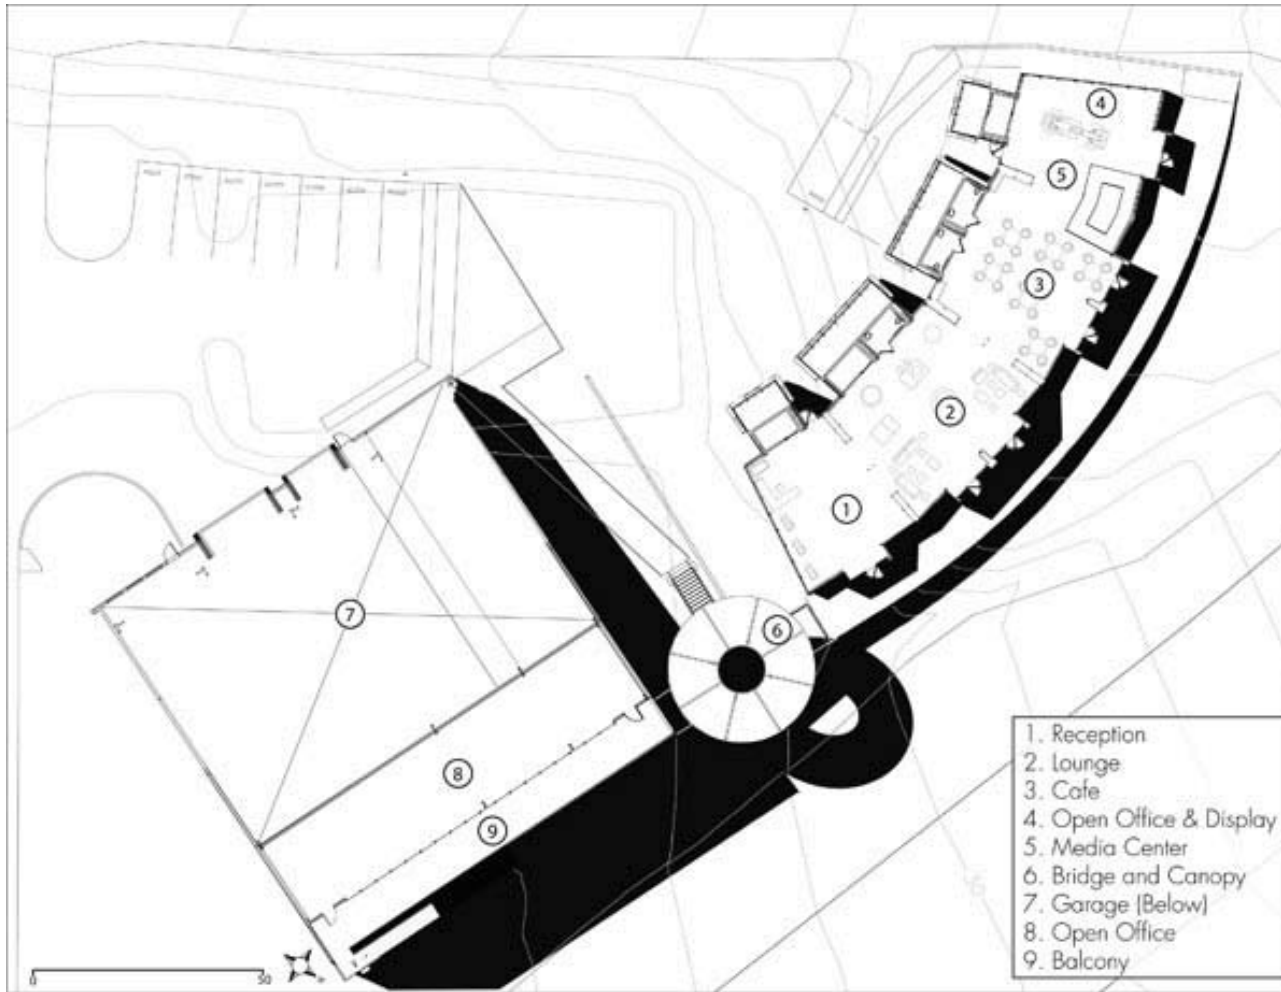 4
5
3
2
1
6
7
8
9
0
50
1. Reception
2. Lounge
3. Cafe
4. Open Office & Display
5. Media Center
6. Bridge and Canopy
7. Garage (Below)
8. Open Office
9. Balcony